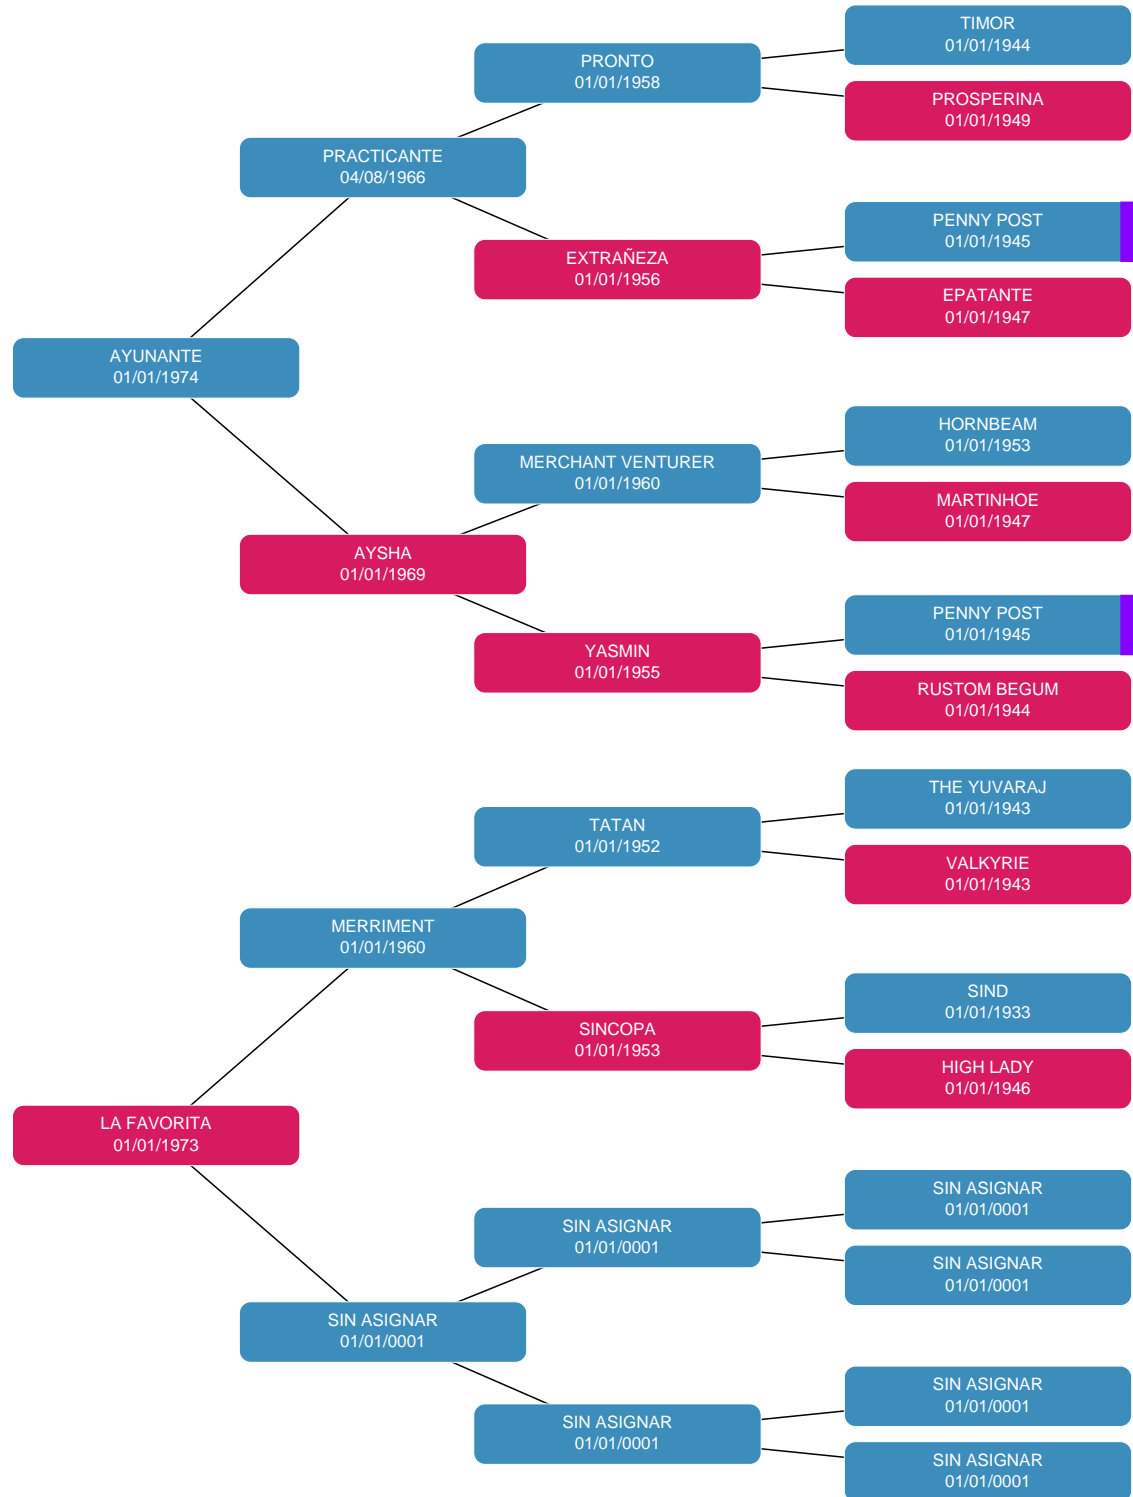 TIMOR
01/01/1944
PRONTO
01/01/1958
PROSPERINA
01/01/1949
PRACTICANTE
04/08/1966
PENNY POST
01/01/1945
EXTRAÑEZA
01/01/1956
EPATANTE
01/01/1947
AYUNANTE
01/01/1974
HORNBEAM
01/01/1953
MERCHANT VENTURER
01/01/1960
MARTINHOE
01/01/1947
AYSHA
01/01/1969
PENNY POST
01/01/1945
YASMIN
01/01/1955
RUSTOM BEGUM
01/01/1944
THE YUVARAJ
01/01/1943
TATAN
01/01/1952
VALKYRIE
01/01/1943
MERRIMENT
01/01/1960
SIND
01/01/1933
SINCOPA
01/01/1953
HIGH LADY
01/01/1946
LA FAVORITA
01/01/1973
SIN ASIGNAR
01/01/0001
SIN ASIGNAR
01/01/0001
SIN ASIGNAR
01/01/0001
SIN ASIGNAR
01/01/0001
SIN ASIGNAR
01/01/0001
SIN ASIGNAR
01/01/0001
SIN ASIGNAR
01/01/0001